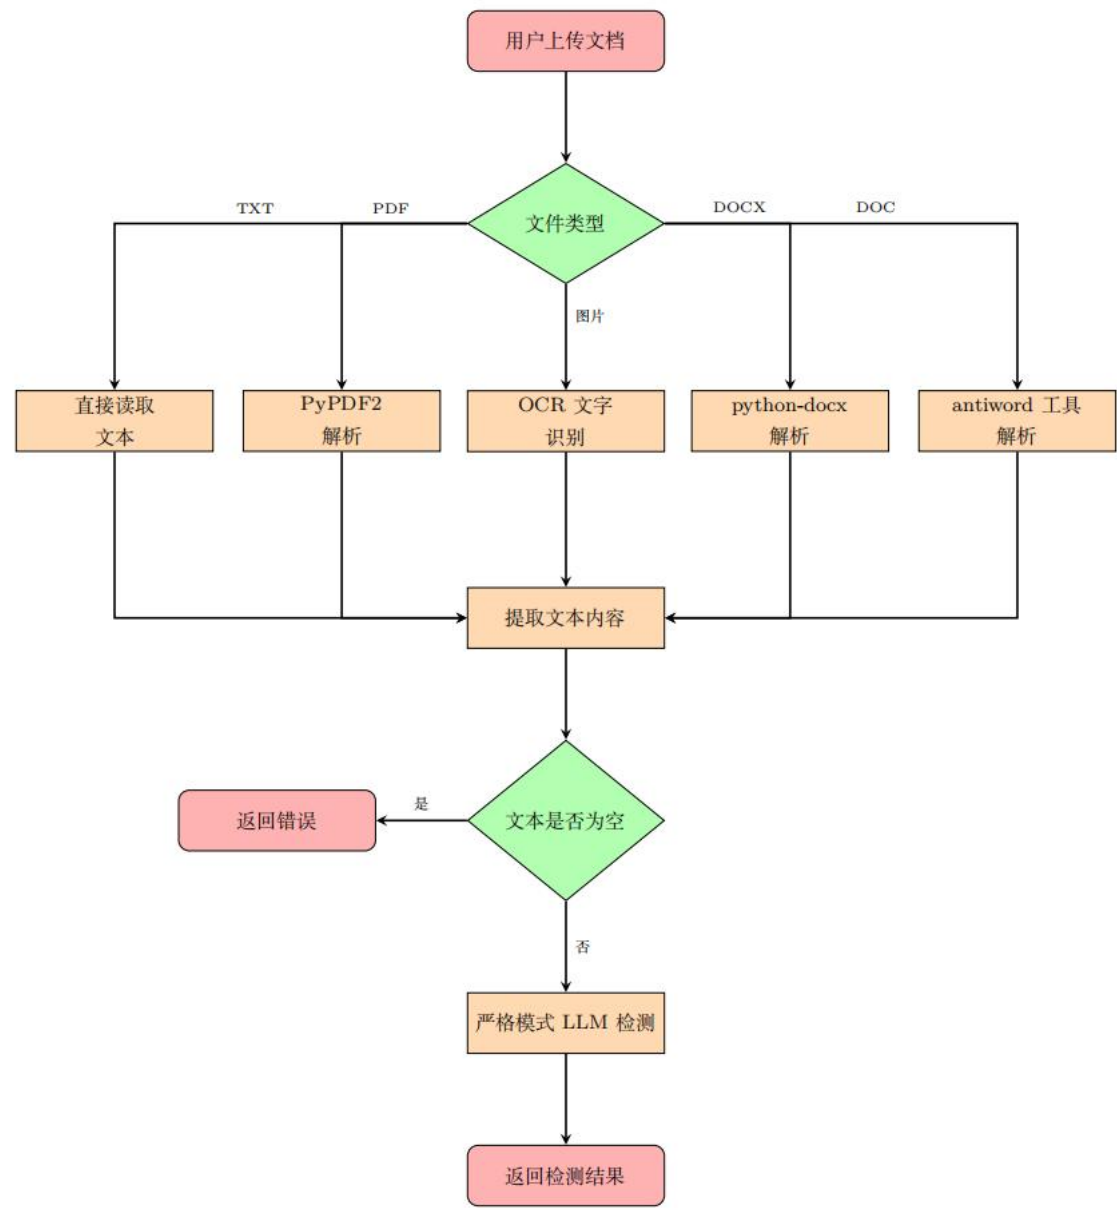 用户上传文档
文件类型
TXT
PDF
DOCX
DOC
图片
直接读取
文本
PyPDF2
解析
OCR 文字
识别
python-docx
解析
antiword 工具
解析
提取文本内容
文本是否为空
是
返回错误
否
严格模式 LLM 检测
返回检测结果